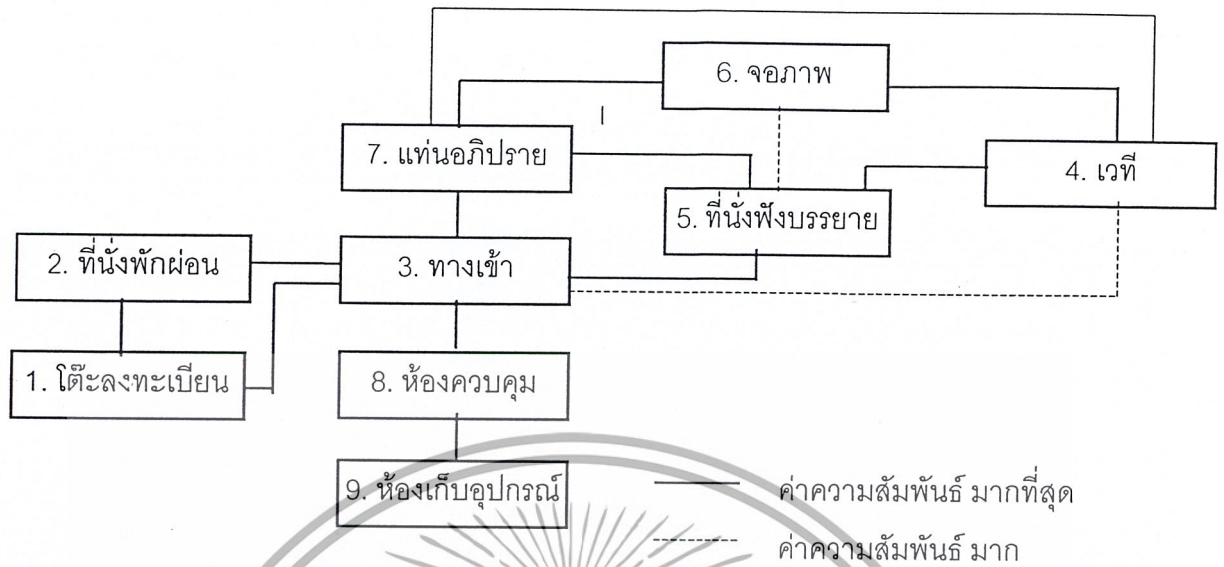 6. จอภาพ
7. แท่นอภิปราย
4. เวที
5. ที่นั่งฟังบรรยาย
2. ที่นั่งพักผ่อน
3. ทางเข้า
1. โต๊ะลงทะเบียน
8. ห้องควบคุม
9. ห้องเก็บอุปกรณ์
ค่าความสัมพันธ์ มากที่สุด
ค่าความสัมพันธ์ มาก